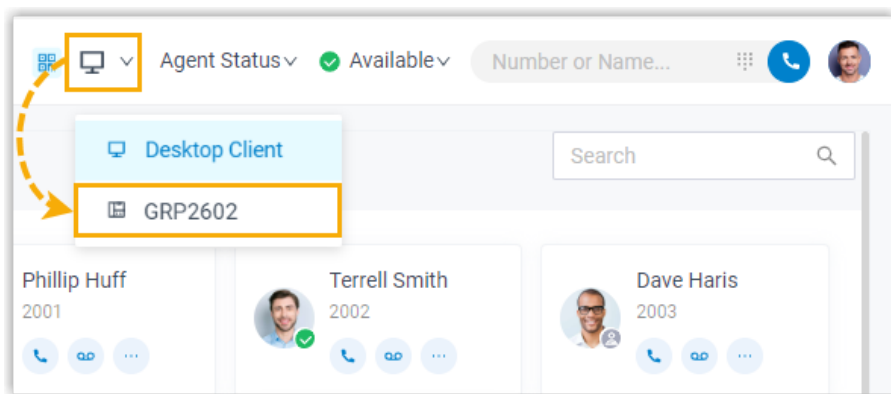 Agent Status Available Number or Name...
Desktop Client Search
GRP2602
Phillip Huff Terrell Smith Dave Haris
2001 2002 2003